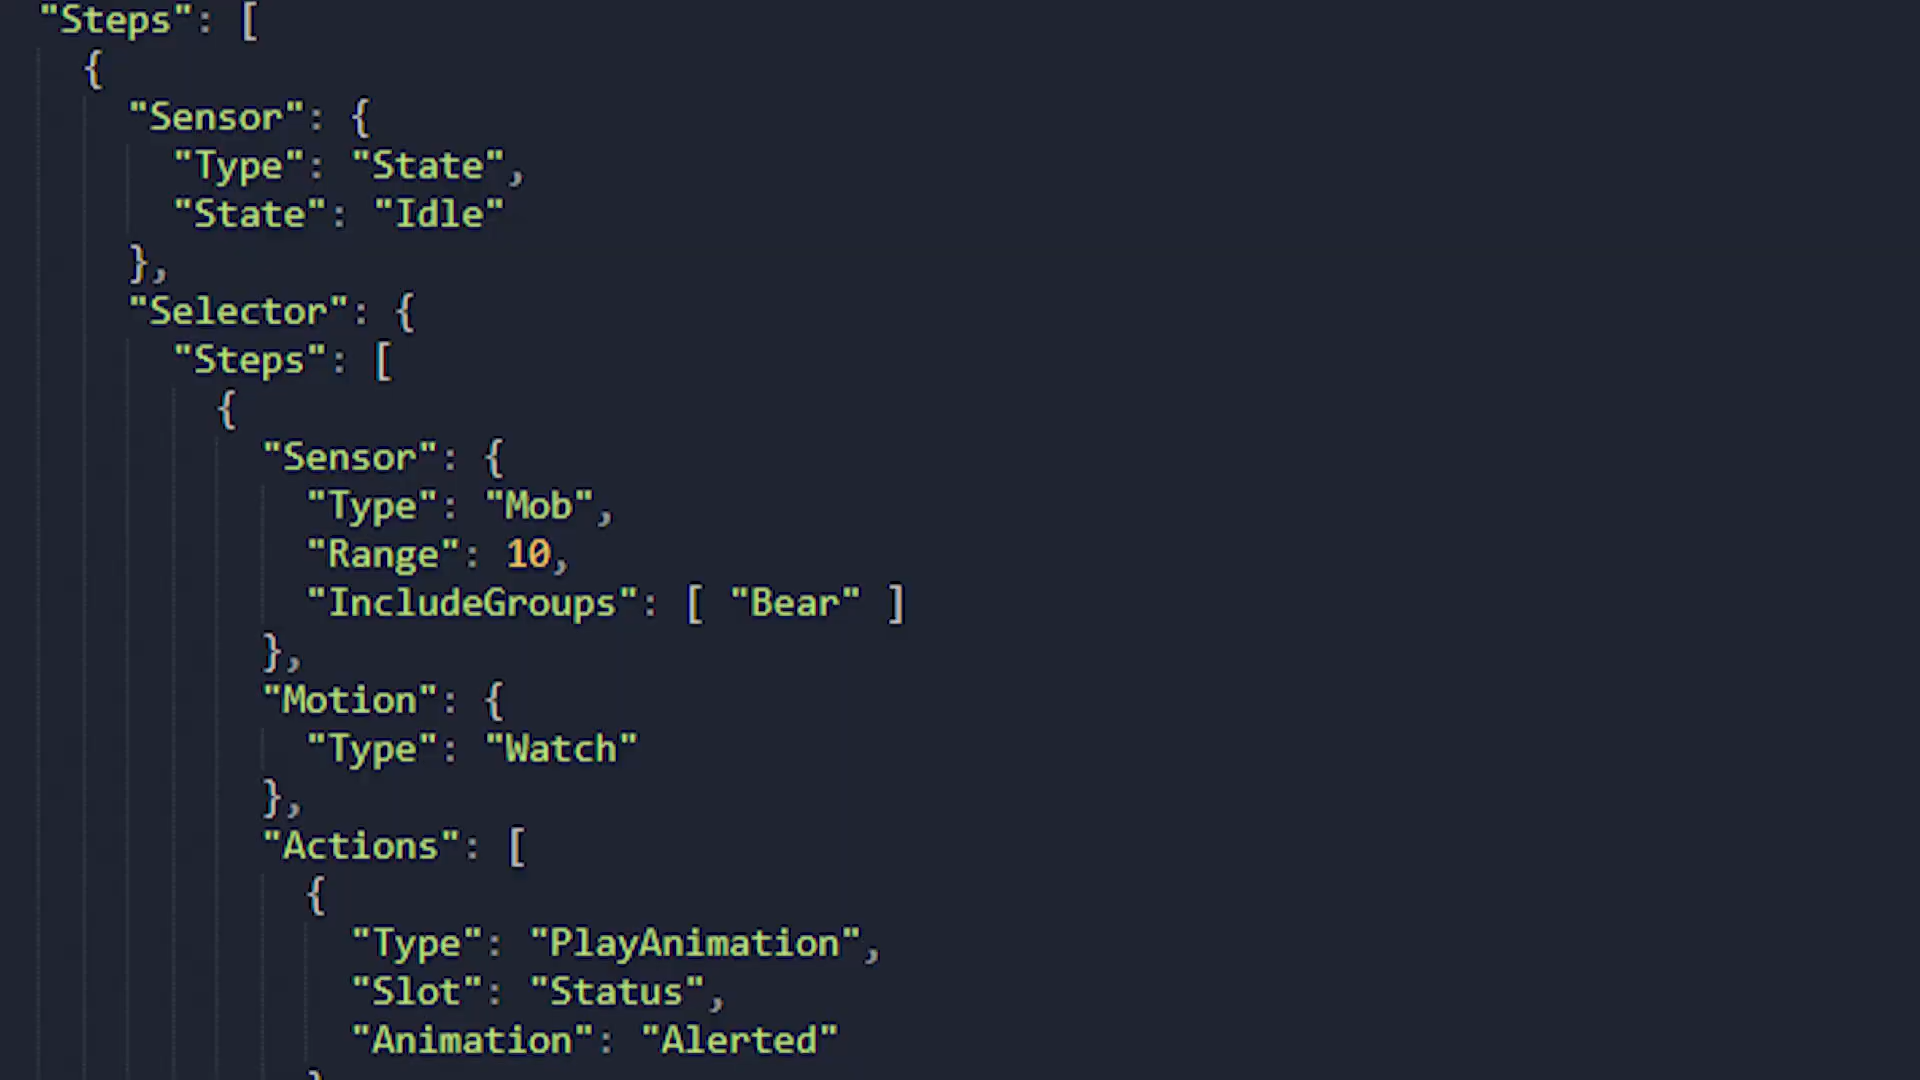 "Steps": [
{
"Sensor": {
"Type": "State",
"State": "Idle"
},
"Selector": {
"Steps": [
{
"Sensor": {
"Type": "Mob",
"Range": 10,
"IncludeGroups": [ "Bear" ]
},
"Motion": {
"Type": "Watch"
},
"Actions": [
{
"Type": "PlayAnimation",
"Slot": "Status",
"Animation": "Alerted"
}